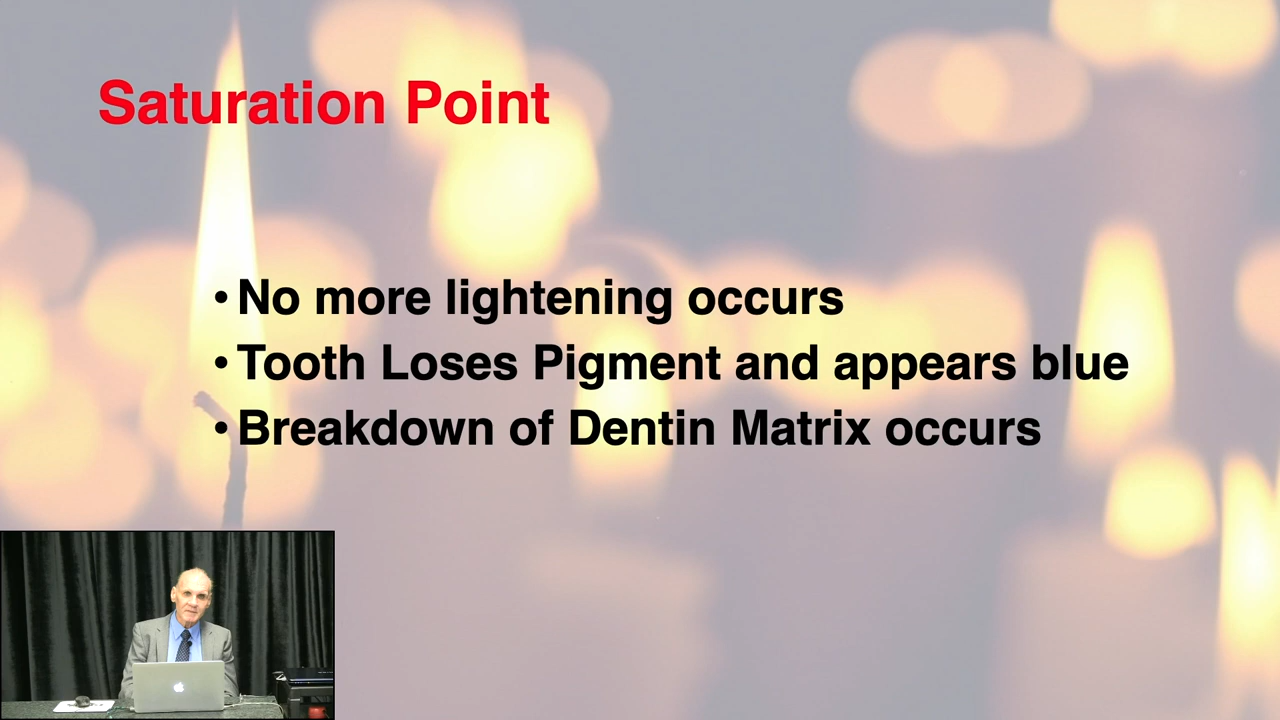 Saturation Point
• No more lightening occurs
• Tooth Loses Pigment and appears blue
• Breakdown of Dentin Matrix occurs